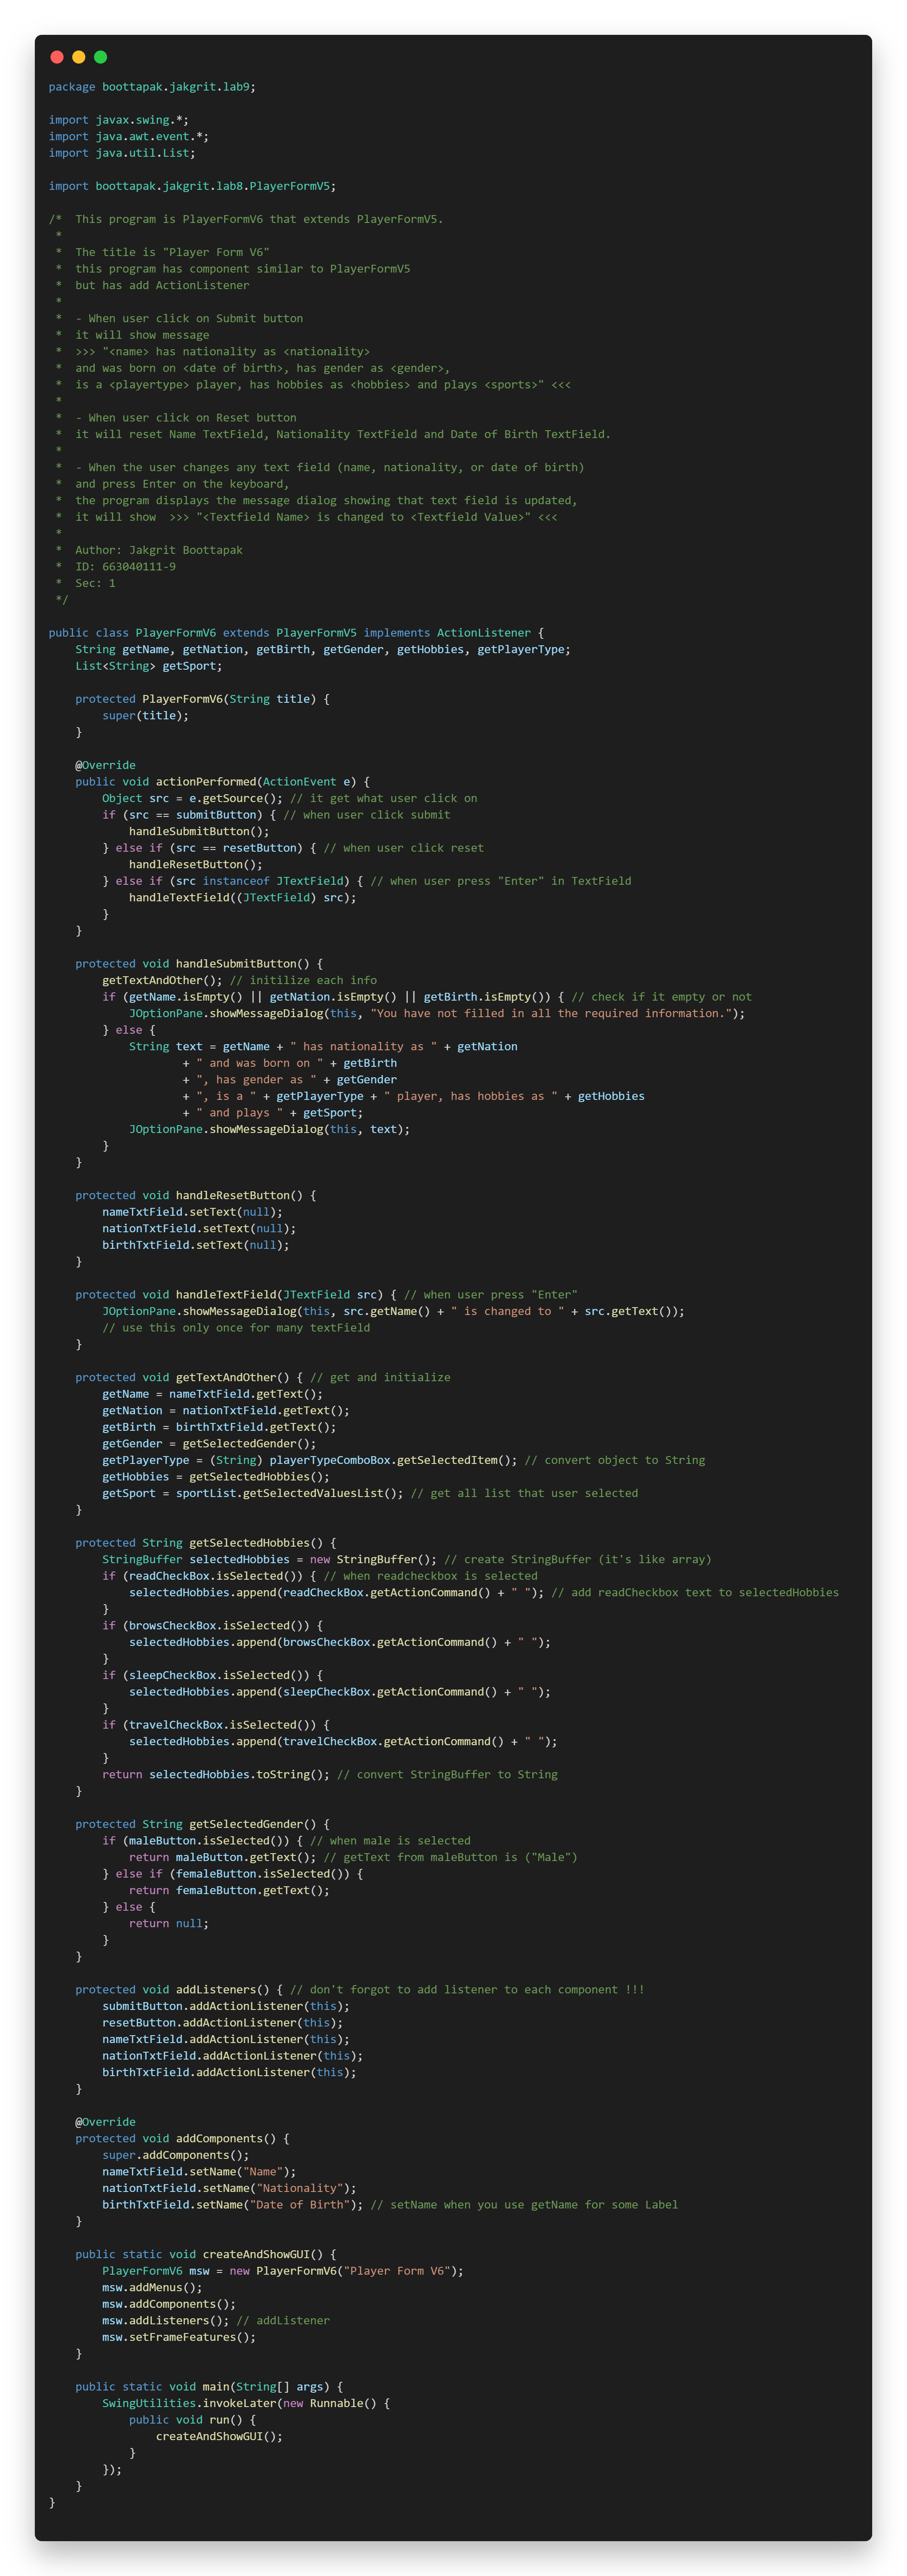 package boottapak.jakgrit.lab9;

import javax.swing.*;
import java.awt.event.*;
import java.util.List;

import boottapak.jakgrit.lab8.PlayerFormV5;

/*  This program is PlayerFormV6 that extends PlayerFormV5.
 *
 *  The title is "Player Form V6"
 *  this program has component similar to PlayerFormV5
 *  but has add ActionListener
 *
 *  - When user click on Submit button
 *  it will show message
 *  >>> "<name> has nationality as <nationality>
 *  and was born on <date of birth>, has gender as <gender>,
 *  is a <playertype> player, has hobbies as <hobbies> and plays <sports>" <<<
 *
 *  - When user click on Reset button
 *  it will reset Name TextField, Nationality TextField and Date of Birth TextField.
 *
 *  - When the user changes any text field (name, nationality, or date of birth)
 *  and press Enter on the keyboard,
 *  the program displays the message dialog showing that text field is updated,
 *  it will show  >>> "<Textfield Name> is changed to <Textfield Value>" <<<
 *
 *  Author: Jakgrit Boottapak
 *  ID: 663040111-9
 *  Sec: 1
 */

public class PlayerFormV6 extends PlayerFormV5 implements ActionListener {
    String getName, getNation, getBirth, getGender, getHobbies, getPlayerType;
    List<String> getSport;

    protected PlayerFormV6(String title) {
        super(title);
    }

    @Override
    public void actionPerformed(ActionEvent e) {
        Object src = e.getSource(); // it get what user click on
        if (src == submitButton) { // when user click submit
            handleSubmitButton();
        } else if (src == resetButton) { // when user click reset
            handleResetButton();
        } else if (src instanceof JTextField) { // when user press "Enter" in TextField
            handleTextField((JTextField) src);
        }
    }

    protected void handleSubmitButton() {
        getTextAndOther(); // initilize each info
        if (getName.isEmpty() || getNation.isEmpty() || getBirth.isEmpty()) { // check if it empty or not
            JOptionPane.showMessageDialog(this, "You have not filled in all the required information.");
        } else {
            String text = getName + " has nationality as " + getNation
                    + " and was born on " + getBirth
                    + ", has gender as " + getGender
                    + ", is a " + getPlayerType + " player, has hobbies as " + getHobbies
                    + " and plays " + getSport;
            JOptionPane.showMessageDialog(this, text);
        }
    }

    protected void handleResetButton() {
        nameTxtField.setText(null);
        nationTxtField.setText(null);
        birthTxtField.setText(null);
    }

    protected void handleTextField(JTextField src) { // when user press "Enter"
        JOptionPane.showMessageDialog(this, src.getName() + " is changed to " + src.getText());
        // use this only once for many textField
    }

    protected void getTextAndOther() { // get and initialize
        getName = nameTxtField.getText();
        getNation = nationTxtField.getText();
        getBirth = birthTxtField.getText();
        getGender = getSelectedGender();
        getPlayerType = (String) playerTypeComboBox.getSelectedItem(); // convert object to String
        getHobbies = getSelectedHobbies();
        getSport = sportList.getSelectedValuesList(); // get all list that user selected
    }

    protected String getSelectedHobbies() {
        StringBuffer selectedHobbies = new StringBuffer(); // create StringBuffer (it's like array)
        if (readCheckBox.isSelected()) { // when readcheckbox is selected
            selectedHobbies.append(readCheckBox.getActionCommand() + " "); // add readCheckbox text to selectedHobbies
        }
        if (browsCheckBox.isSelected()) {
            selectedHobbies.append(browsCheckBox.getActionCommand() + " ");
        }
        if (sleepCheckBox.isSelected()) {
            selectedHobbies.append(sleepCheckBox.getActionCommand() + " ");
        }
        if (travelCheckBox.isSelected()) {
            selectedHobbies.append(travelCheckBox.getActionCommand() + " ");
        }
        return selectedHobbies.toString(); // convert StringBuffer to String
    }

    protected String getSelectedGender() {
        if (maleButton.isSelected()) { // when male is selected
            return maleButton.getText(); // getText from maleButton is ("Male")
        } else if (femaleButton.isSelected()) {
            return femaleButton.getText();
        } else {
            return null;
        }
    }

    protected void addListeners() { // don't forgot to add listener to each component !!!
        submitButton.addActionListener(this);
        resetButton.addActionListener(this);
        nameTxtField.addActionListener(this);
        nationTxtField.addActionListener(this);
        birthTxtField.addActionListener(this);
    }

    @Override
    protected void addComponents() {
        super.addComponents();
        nameTxtField.setName("Name");
        nationTxtField.setName("Nationality");
        birthTxtField.setName("Date of Birth"); // setName when you use getName for some Label
    }

    public static void createAndShowGUI() {
        PlayerFormV6 msw = new PlayerFormV6("Player Form V6");
        msw.addMenus();
        msw.addComponents();
        msw.addListeners(); // addListener
        msw.setFrameFeatures();
    }

    public static void main(String[] args) {
        SwingUtilities.invokeLater(new Runnable() {
            public void run() {
                createAndShowGUI();
            }
        });
    }
}